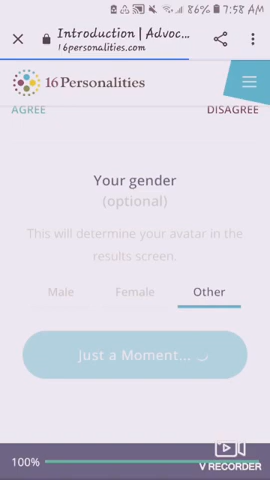 86% 7:58 AM
Introduction | Advoc...
16personalities.com
16Personalities
AGREE DISAGREE
Your gender
(optional)
This will determine your avatar in the
results screen.
Male Female Other
Just a Moment...
100%
V RECORDER